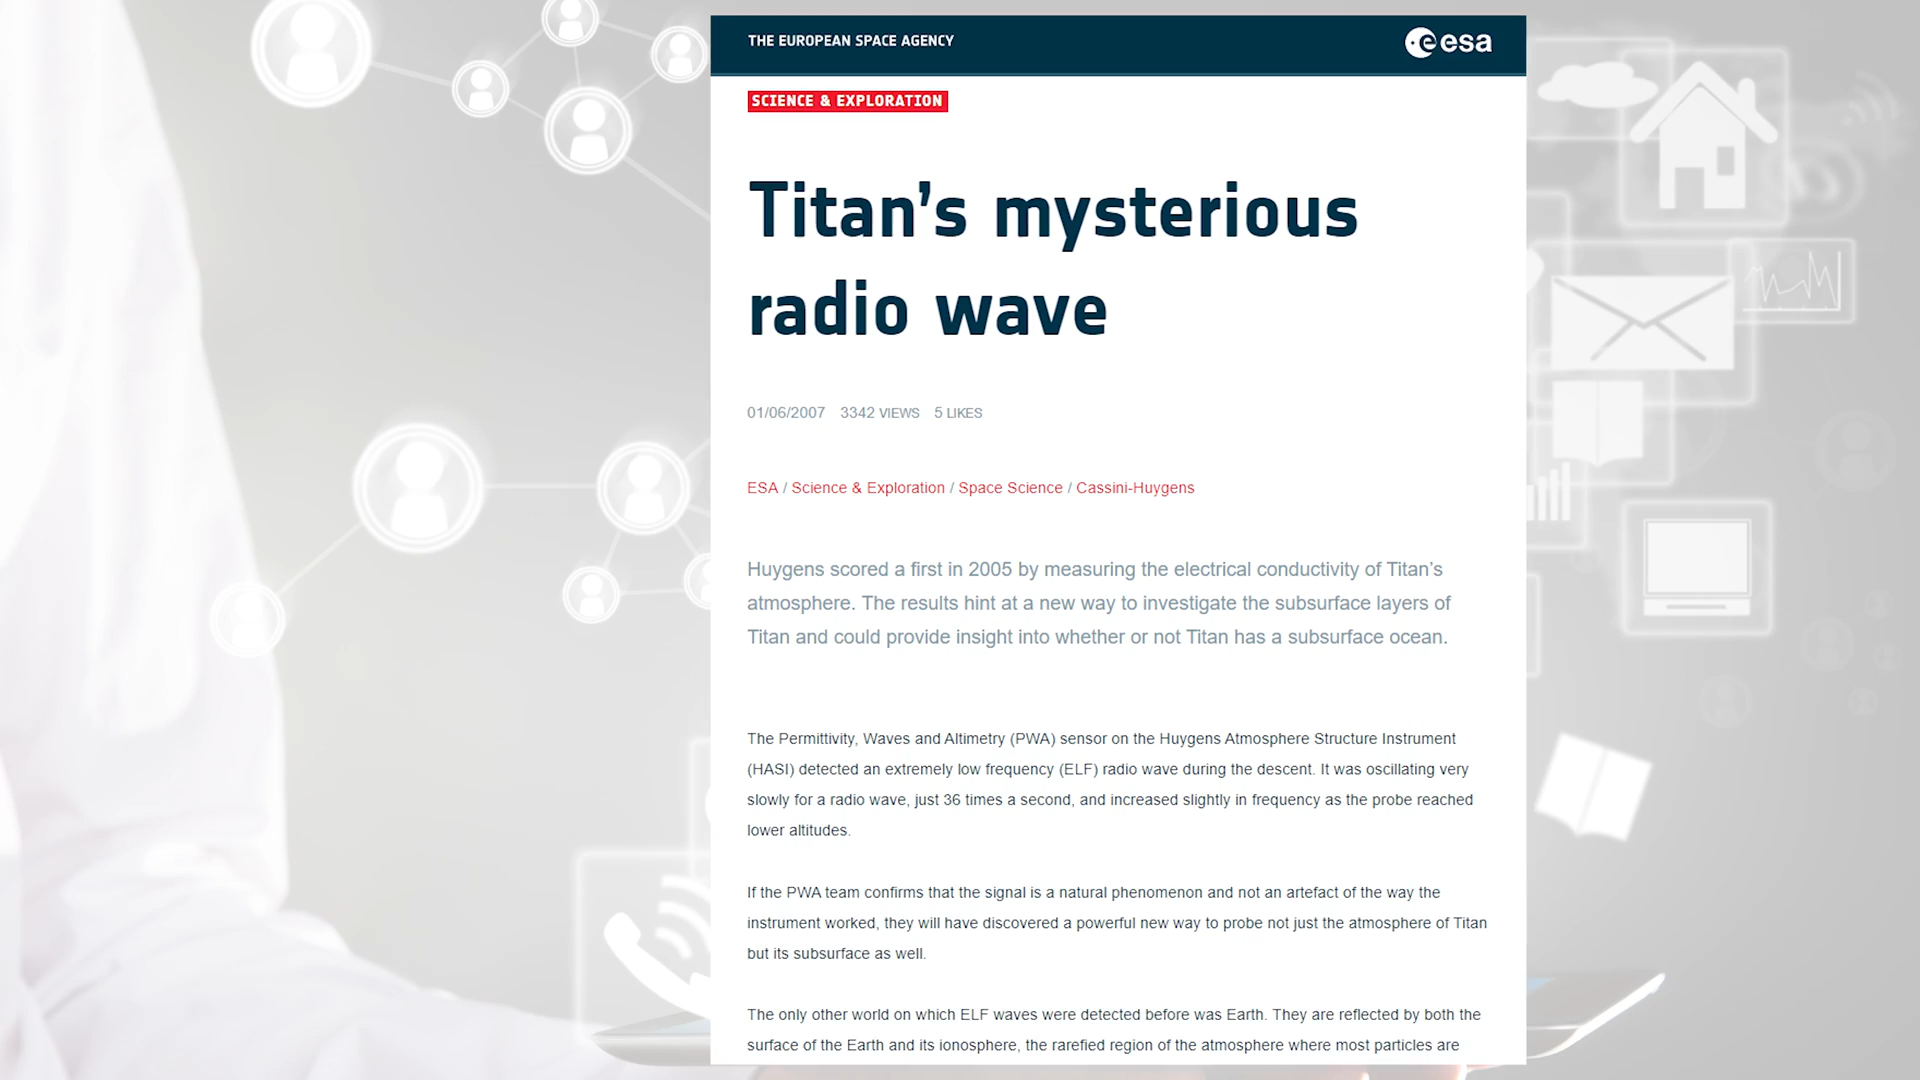 THE EUROPEAN SPACE AGENCY
esa
SCIENCE & EXPLORATION
Titan’s mysterious
radio wave
01/06/2007 3342 VIEWS 5 LIKES
ESA / Science & Exploration / Space Science / Cassini-Huygens
Huygens scored a first in 2005 by measuring the electrical conductivity of Titan’s
atmosphere. The results hint at a new way to investigate the subsurface layers of
Titan and could provide insight into whether or not Titan has a subsurface ocean.
The Permittivity, Waves and Altimetry (PWA) sensor on the Huygens Atmosphere Structure Instrument
(HASI) detected an extremely low frequency (ELF) radio wave during the descent. It was oscillating very
slowly for a radio wave, just 36 times a second, and increased slightly in frequency as the probe reached
lower altitudes.
If the PWA team confirms that the signal is a natural phenomenon and not an artefact of the way the
instrument worked, they will have discovered a powerful new way to probe not just the atmosphere of Titan
but its subsurface as well.
The only other world on which ELF waves were detected before was Earth. They are reflected by both the
surface of the Earth and its ionosphere, the rarefied region of the atmosphere where most particles are